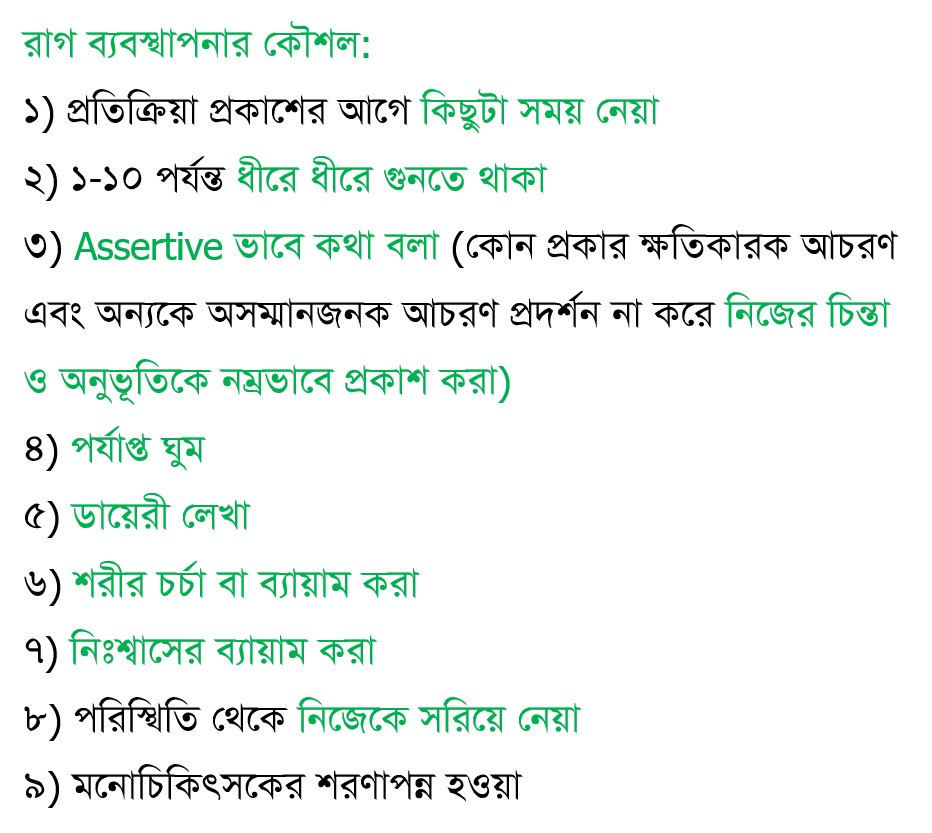 রাগ ব্যবস্থাপনার কৌশল:
১) প্রতিক্রিয়া প্রকাশের আগে কিছুটা সময় নেয়া
২) ১-১০ পর্যন্ত ধীরে ধীরে গুনতে থাকা
৩) Assertive ভাবে কথা বলা (কোন প্রকার ক্ষতিকারক আচরণ
এবং অন্যকে অসম্মানজনক আচরণ প্রদর্শন না করে নিজের চিন্তা
ও অনুভূতিকে নম্রভাবে প্রকাশ করা)
৪) পর্যাপ্ত ঘুম
৫) ডায়েরী লেখা
৬) শরীর চর্চা বা ব্যায়াম করা
৭) নিঃশ্বাসের ব্যায়াম করা
৮) পরিস্থিতি থেকে নিজেকে সরিয়ে নেয়া
৯) মনোচিকিৎসকের শরণাপন্ন হওয়া